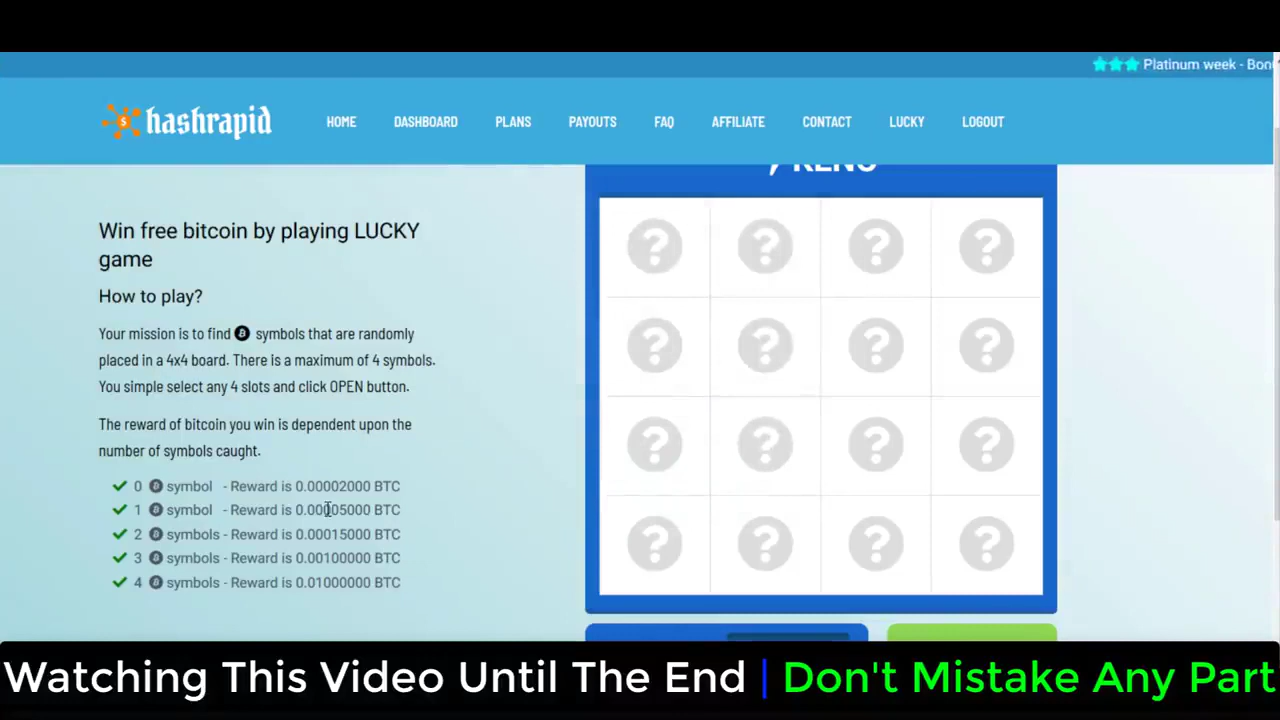 Platinum week - Bon
hashrapid
HOME DASHBOARD PLANS PAYOUTS FAQ AFFILIATE CONTACT LUCKY LOGOUT
Win free bitcoin by playing LUCKY
game
How to play?
Your mission is to find symbols that are randomly
placed in a 4x4 board. There is a maximum of 4 symbols.
You simple select any 4 slots and click OPEN button.
The reward of bitcoin you win is dependent upon the
number of symbols caught.
0 symbol - Reward is 0.00002000 BTC
1 symbol - Reward is 0.00005000 BTC
2 symbols - Reward is 0.00015000 BTC
3 symbols - Reward is 0.00100000 BTC
4 symbols - Reward is 0.01000000 BTC
? ? ? ?
? ? ? ?
? ? ? ?
? ? ? ?
Watching This Video Until The End | Don't Mistake Any Part